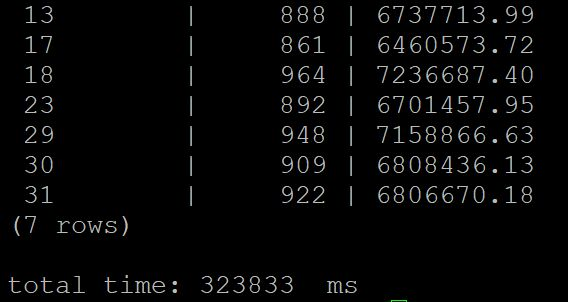 13 | 888 | 6737713.99
17 | 861 | 6460573.72
18 | 964 | 7236687.40
23 | 892 | 6701457.95
29 | 948 | 7158866.63
30 | 909 | 6808436.13
31 | 922 | 6806670.18
(7 rows)
total time: 323833 ms